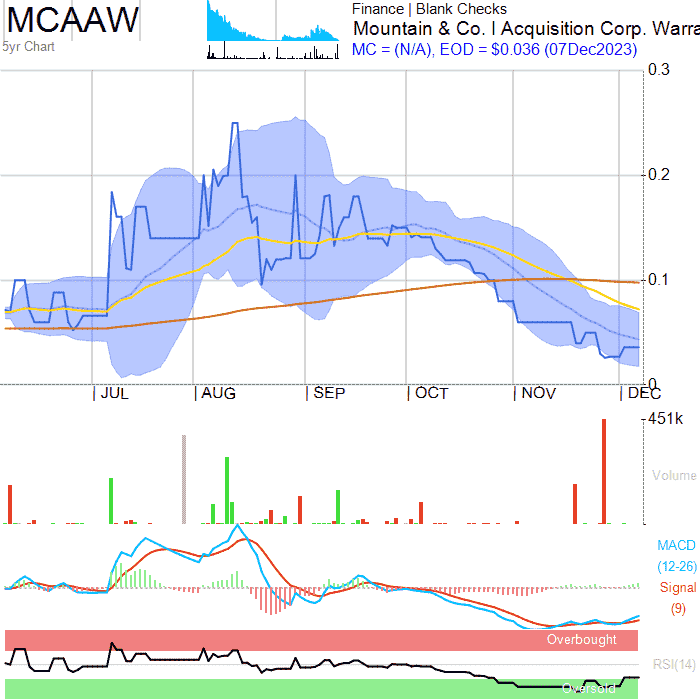 MCAAW
5yr Chart
Finance | Blank Checks
Mountain & Co. I Acquisition Corp. Warra
MC = (N/A), EOD = $0.036 (07Dec2023)
0.3
0.2
0.1
0
JUL AUG SEP OCT NOV DEC
451k
Volume
MACD
(12-26)
Signal
(9)
Overbought
RSI(14)
Oversold